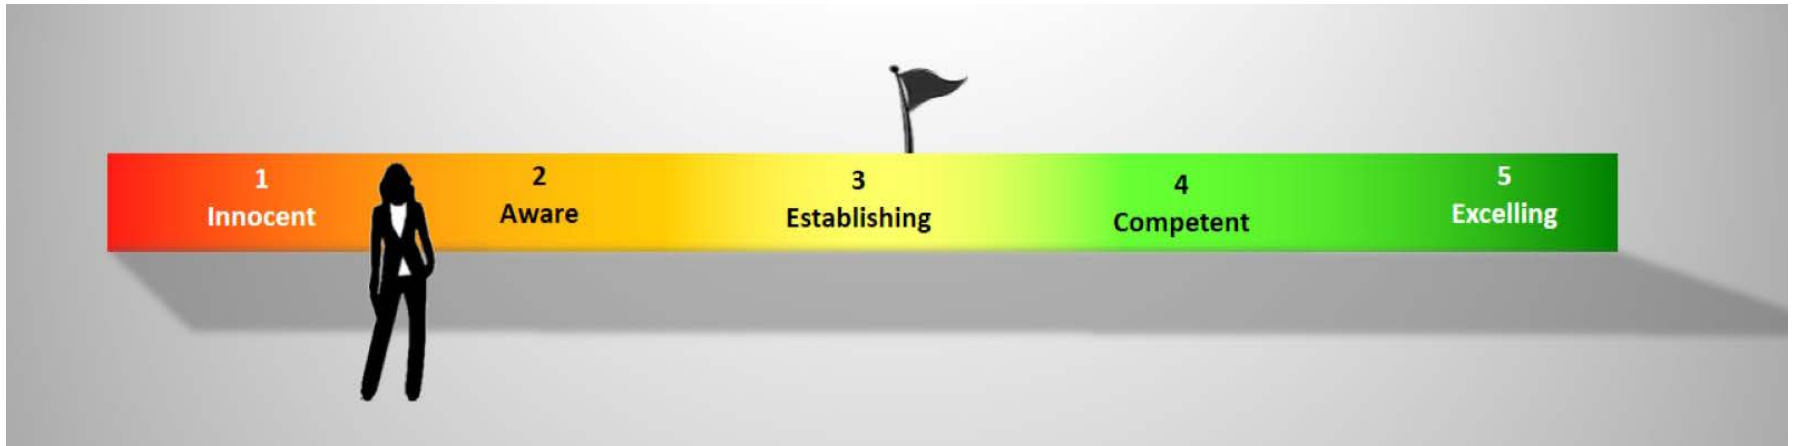 1
Innocent
2
Aware
3
Establishing
4
Competent
5
Excelling